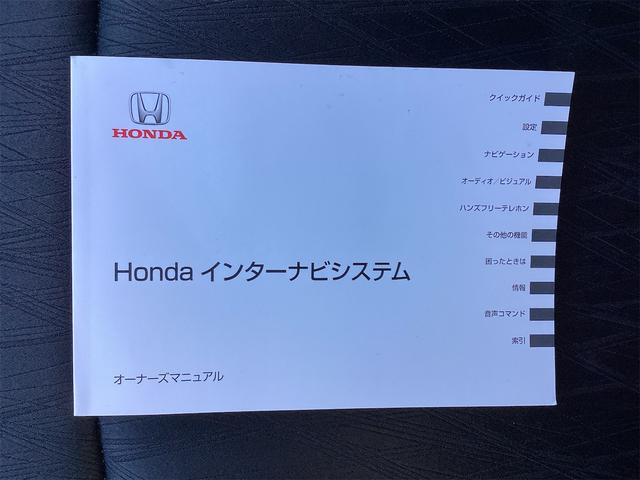 HONDA
クイックガイド
設定
ナビゲーション
オーディオ／ビジュアル
ハンズフリーテレホン
その他の機能
困ったときは
情報
音声コマンド
索引
Honda インターナビシステム
オーナーズマニュアル